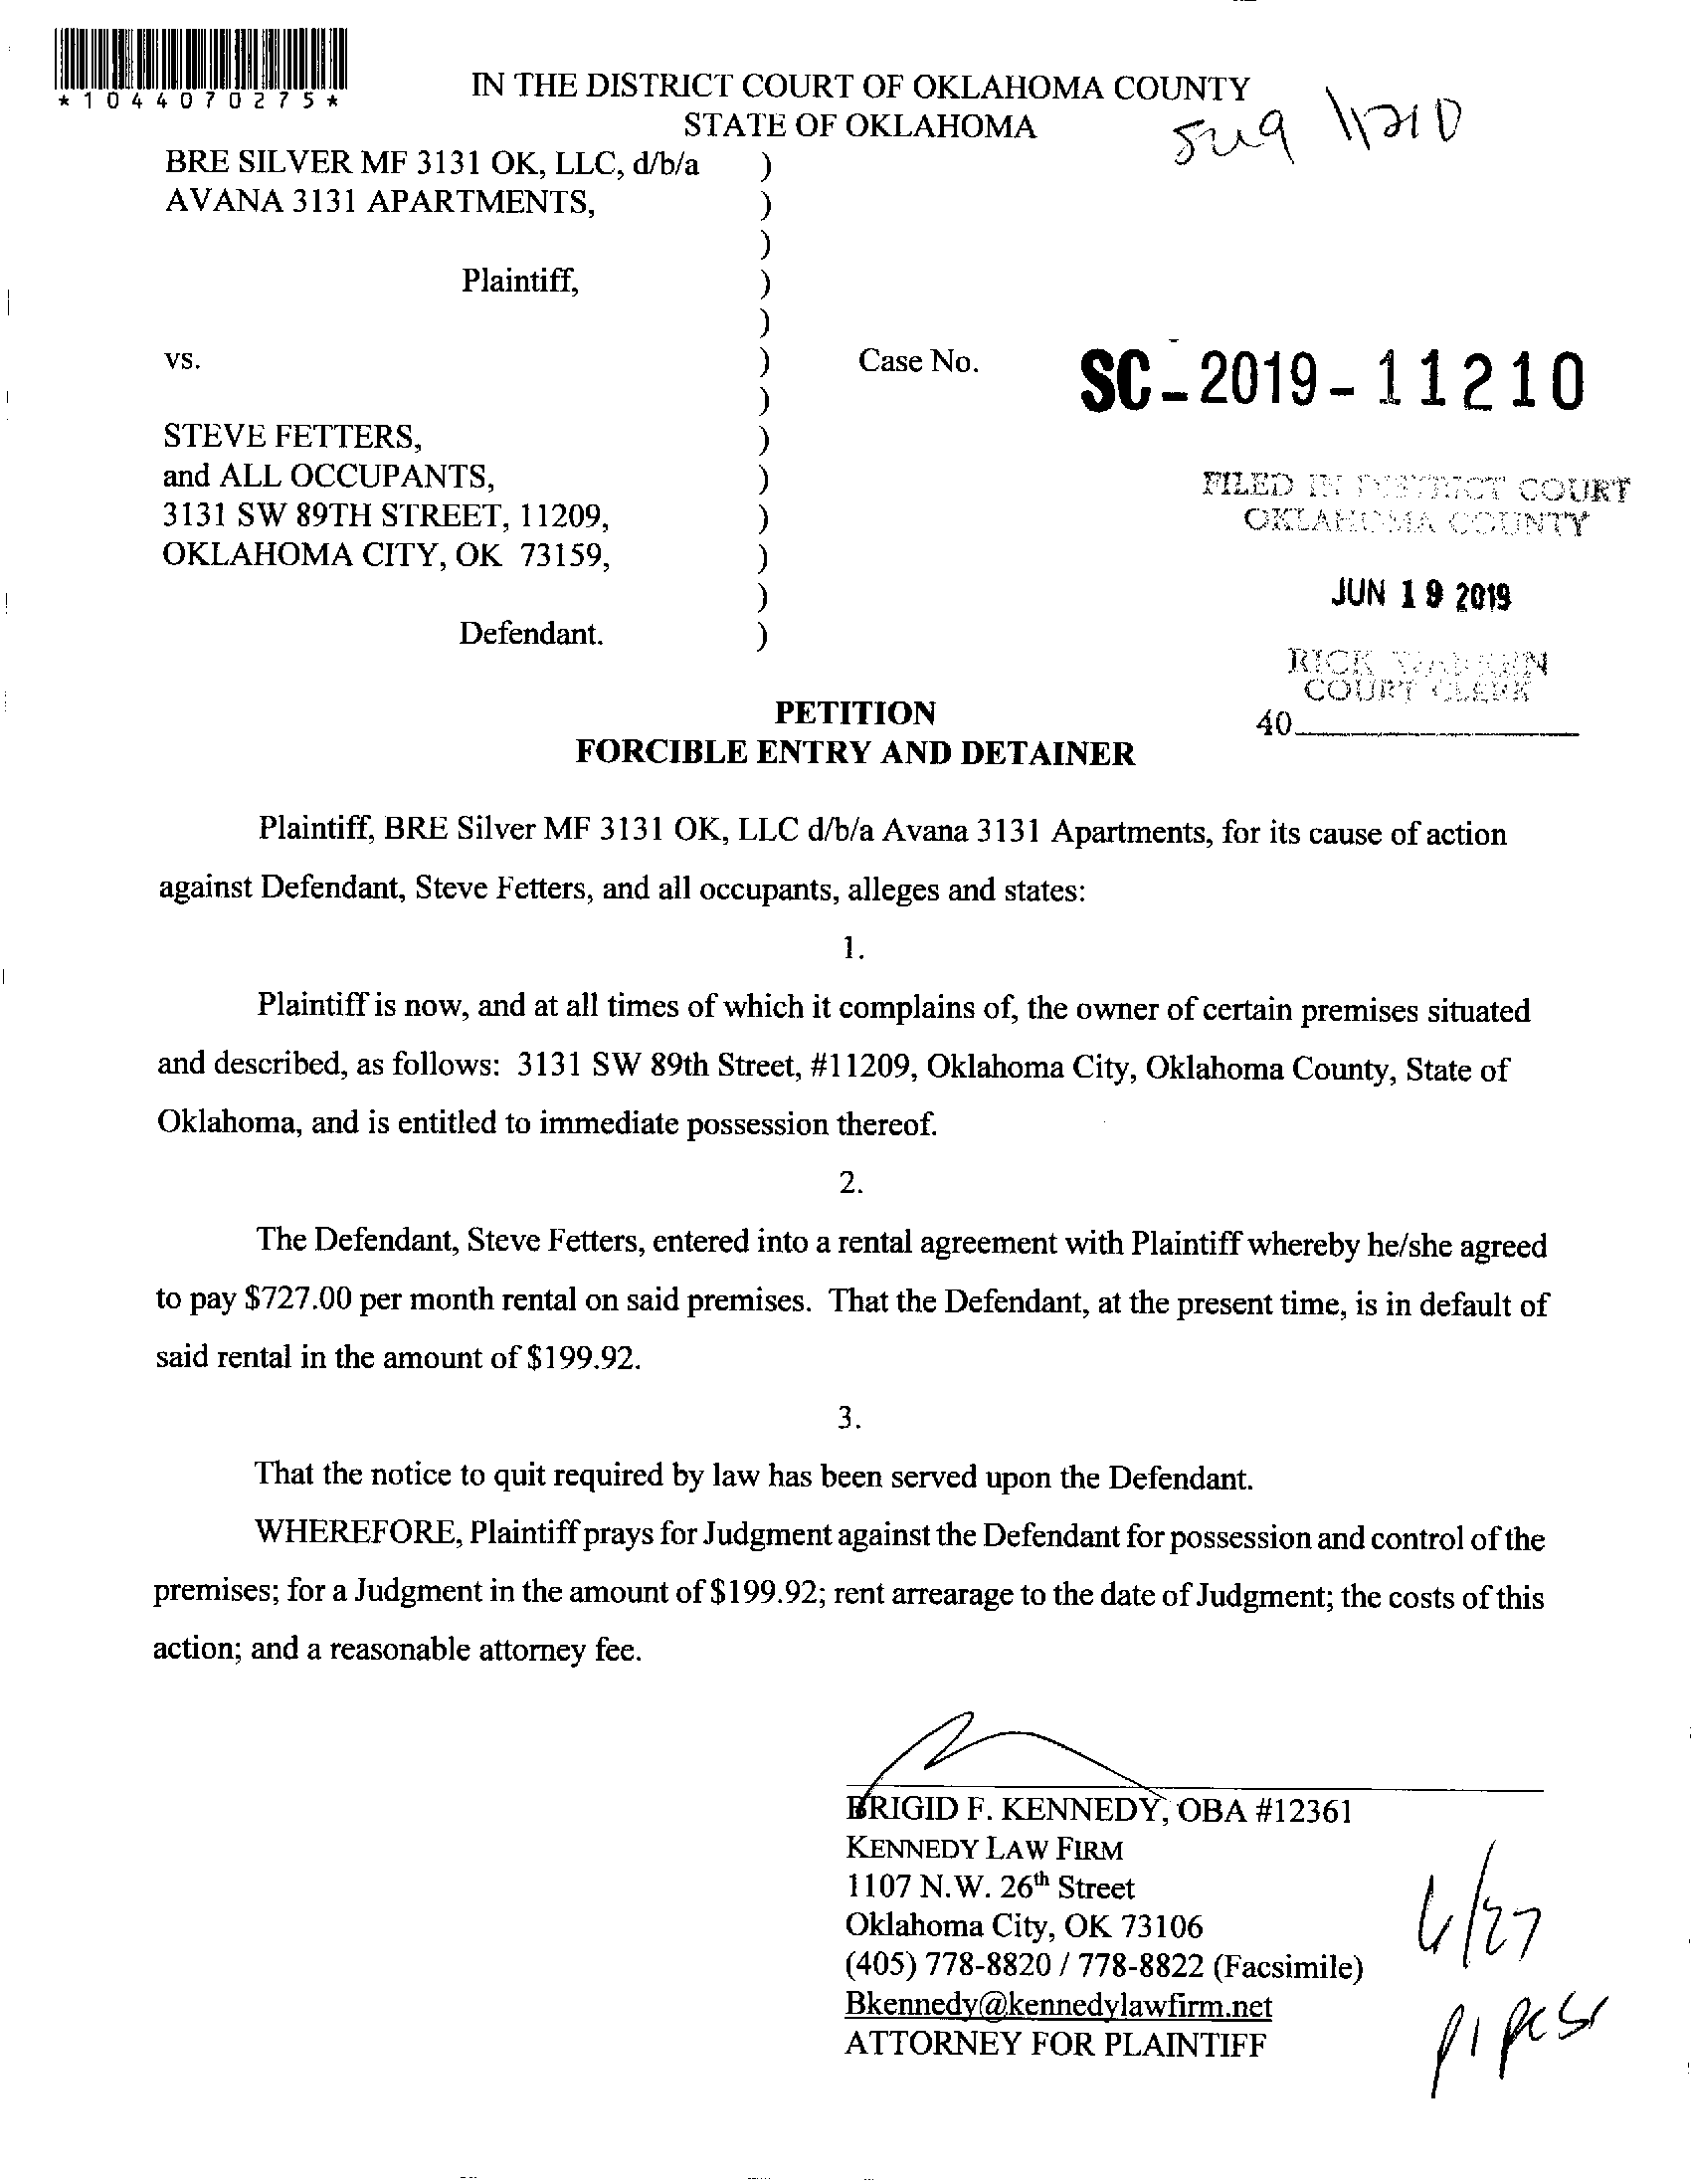 *1044070275*
IN THE DISTRICT COURT OF OKLAHOMA COUNTY
STATE OF OKLAHOMA
11210
BRE SILVER MF 3131 OK, LLC, d/b/a )
AVANA 3131 APARTMENTS, )
)
Plaintiff, )
)
vs. ) Case No. SC-2019-11210
)
STEVE FETTERS, )
and ALL OCCUPANTS, )
3131 SW 89TH STREET, 11209, )
OKLAHOMA CITY, OK 73159, )
)
Defendant. )
FILED IN DISTRICT COURT
OKLAHOMA COUNTY
JUN 19 2019
RICK WARREN
COURT CLERK
40
PETITION
FORCIBLE ENTRY AND DETAINER
Plaintiff, BRE Silver MF 3131 OK, LLC d/b/a Avana 3131 Apartments, for its cause of action
against Defendant, Steve Fetters, and all occupants, alleges and states:
1.
Plaintiff is now, and at all times of which it complains of, the owner of certain premises situated
and described, as follows: 3131 SW 89th Street, #11209, Oklahoma City, Oklahoma County, State of
Oklahoma, and is entitled to immediate possession thereof.
2.
The Defendant, Steve Fetters, entered into a rental agreement with Plaintiff whereby he/she agreed
to pay $727.00 per month rental on said premises. That the Defendant, at the present time, is in default of
said rental in the amount of $199.92.
3.
That the notice to quit required by law has been served upon the Defendant.
WHEREFORE, Plaintiff prays for Judgment against the Defendant for possession and control of the
premises; for a Judgment in the amount of $199.92; rent arrearage to the date of Judgment; the costs of this
action; and a reasonable attorney fee.
BRIGID F. KENNEDY, OBA #12361
KENNEDY LAW FIRM
1107 N.W. 26th Street
Oklahoma City, OK 73106
(405) 778-8820 / 778-8822 (Facsimile)
Bkennedy@kennedylawfirm.net
ATTORNEY FOR PLAINTIFF
6/27